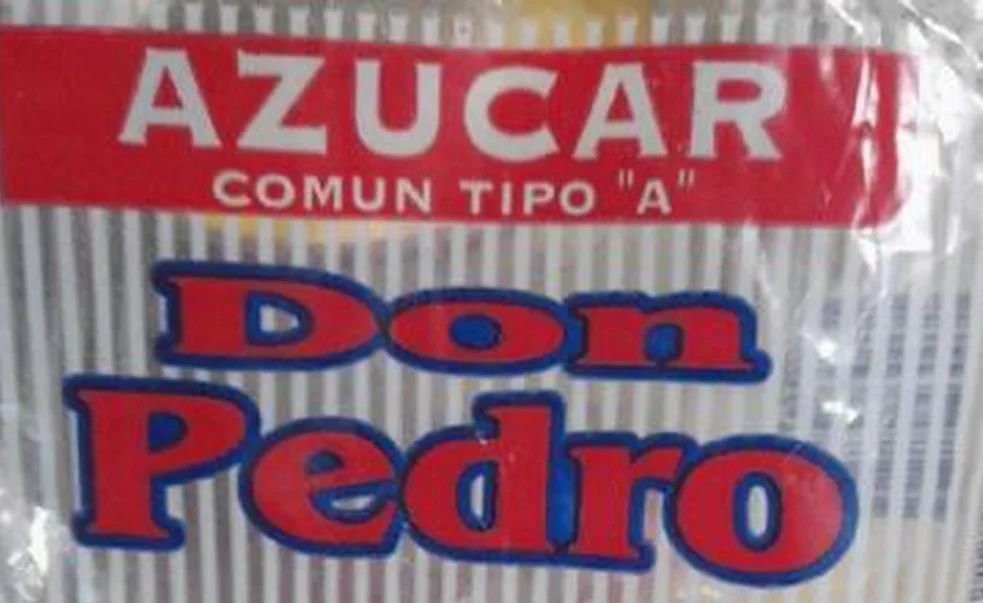 AZUCAR
COMUN TIPO "A"
Don
Pedro